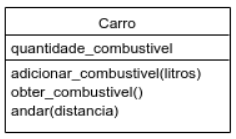 Carro
quantidade_combustivel
adicionar_combustivel(litros)
obter_combustivel()
andar(distancia)